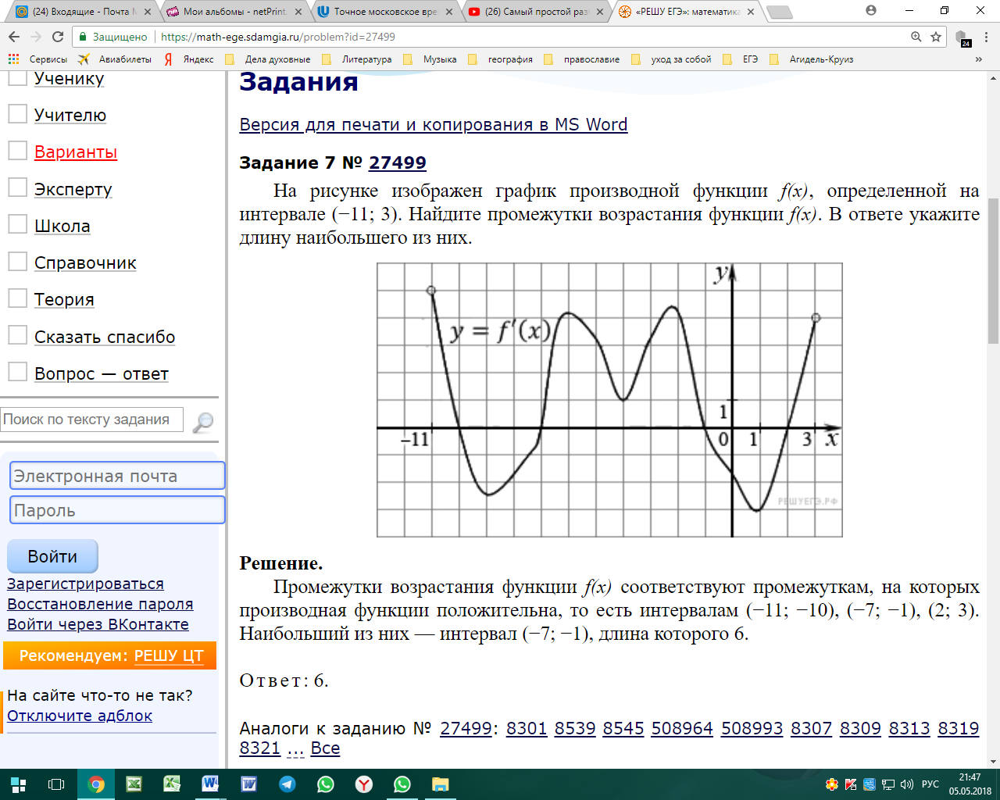 (24) Входящие - Почта M
Мои альбомы - netPrint.
Точное московское вре
(26) Самый простой раз
«РЕШУ ЕГЭ»: математика
Защищено
https://math-ege.sdamgia.ru/problem?id=27499
24
Сервисы
Авиабилеты
Яндекс
Дела духовные
Литература
Музыка
география
православие
уход за собой
ЕГЭ
Агидель-Круиз
»
Ученику
Учителю
Варианты
Эксперту
Школа
Справочник
Теория
Сказать спасибо
Вопрос — ответ
Поиск по тексту задания
Электронная почта
Пароль
Войти
Зарегистрироваться
Восстановление пароля
Войти через ВКонтакте
Рекомендуем: РЕШУ ЦТ
На сайте что-то не так?
Отключите адблок
Задания
Версия для печати и копирования в MS Word
Задание 7 № 27499
На рисунке изображен график производной функции f(x), определенной на
интервале (−11; 3). Найдите промежутки возрастания функции f(x). В ответе укажите
длину наибольшего из них.
y
y = f'(x)
1
−11
0
1
3
x
РЕШУЕГЭ.РФ
Решение.
Промежутки возрастания функции f(x) соответствуют промежуткам, на которых
производная функции положительна, то есть интервалам (−11; −10), (−7; −1), (2; 3).
Наибольший из них — интервал (−7; −1), длина которого 6.
Ответ: 6.
Аналоги к заданию № 27499: 8301 8539 8545 508964 508993 8307 8309 8313 8319
8321 ... Все
РУС
21:47
05.05.2018